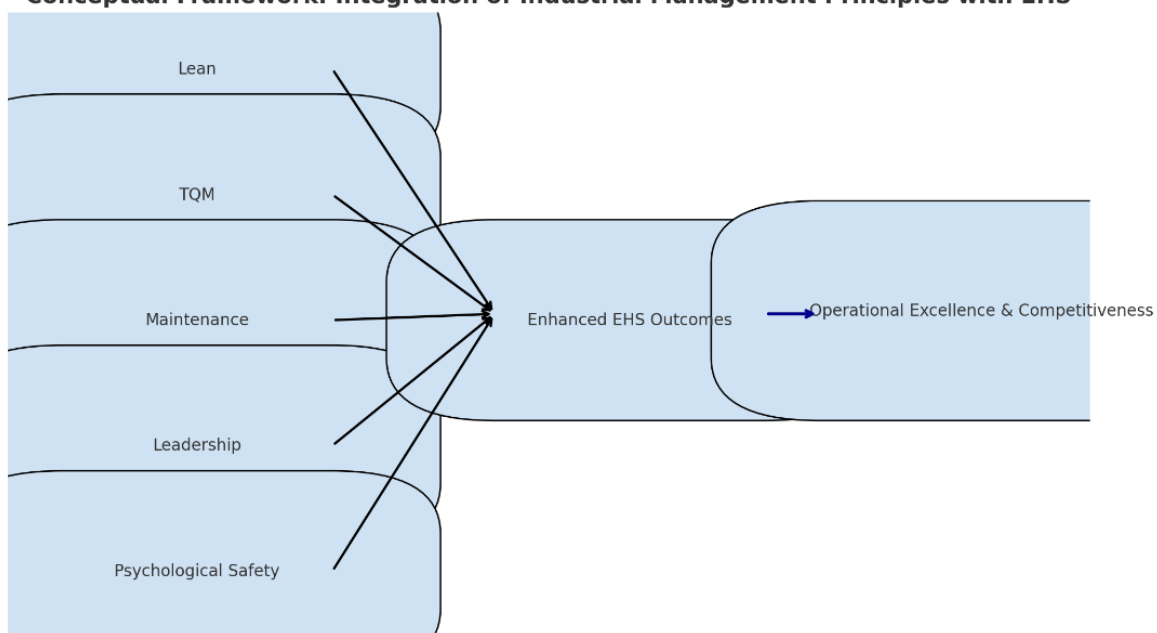 Conceptual Framework: Integration of Industrial Management Principles with EHS
Lean
TQM
Maintenance
Enhanced EHS Outcomes
Operational Excellence & Competitiveness
Leadership
Psychological Safety